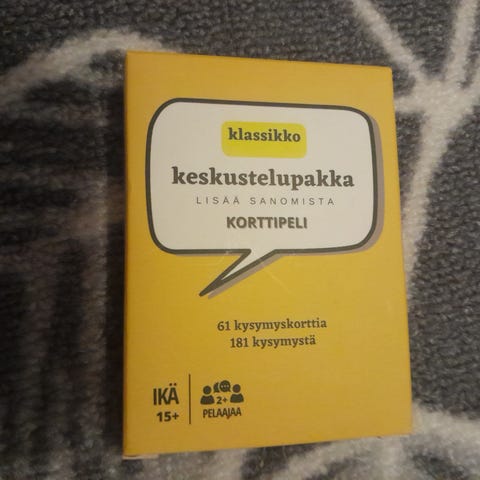 klassikko
keskustelupakka
LISÄÄ SANOMISTA
KORTTIPELI
61 kysymyskorttia
181 kysymystä
IKÄ
15+
2+
PELAAJAA